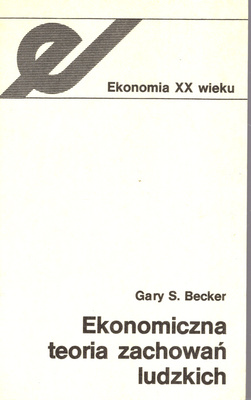 Ekonomia XX wieku
Gary S. Becker
Ekonomiczna
teoria zachowań
ludzkich